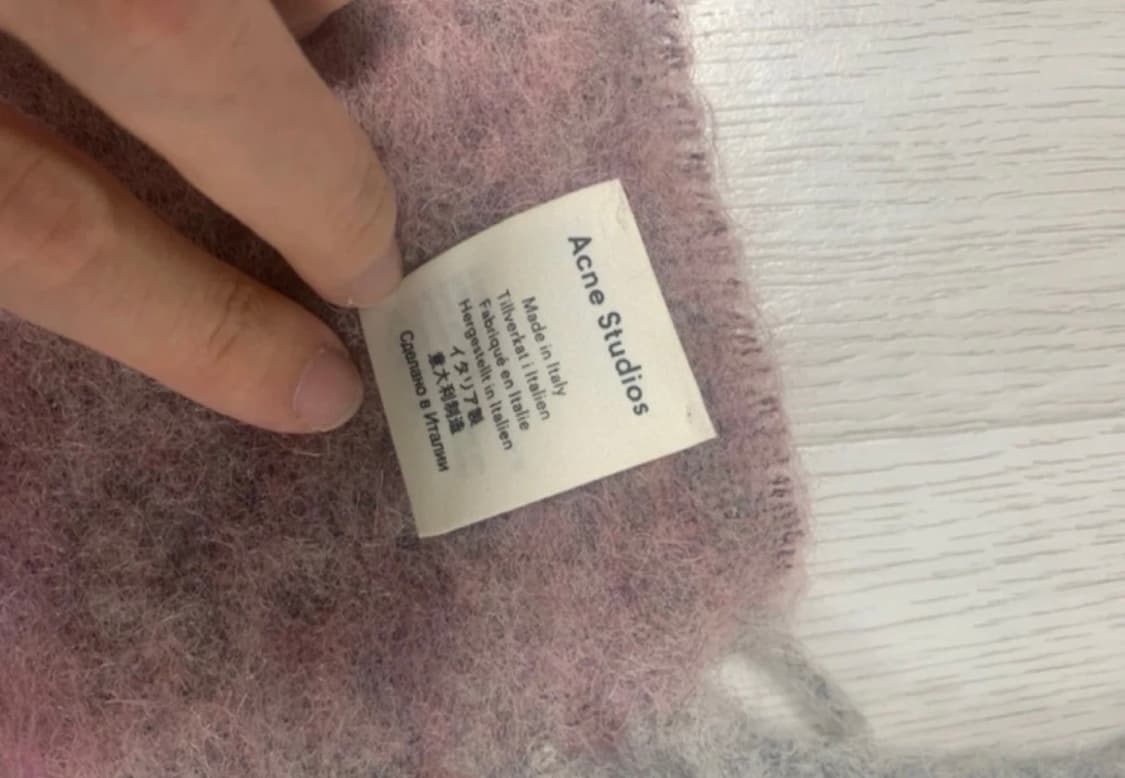 Acne Studios
Made in Italy
Tillverkat i Italien
Fabriqué en Italie
Hergestellt in Italien
イタリア製
意大利制造
Сделано в Италии